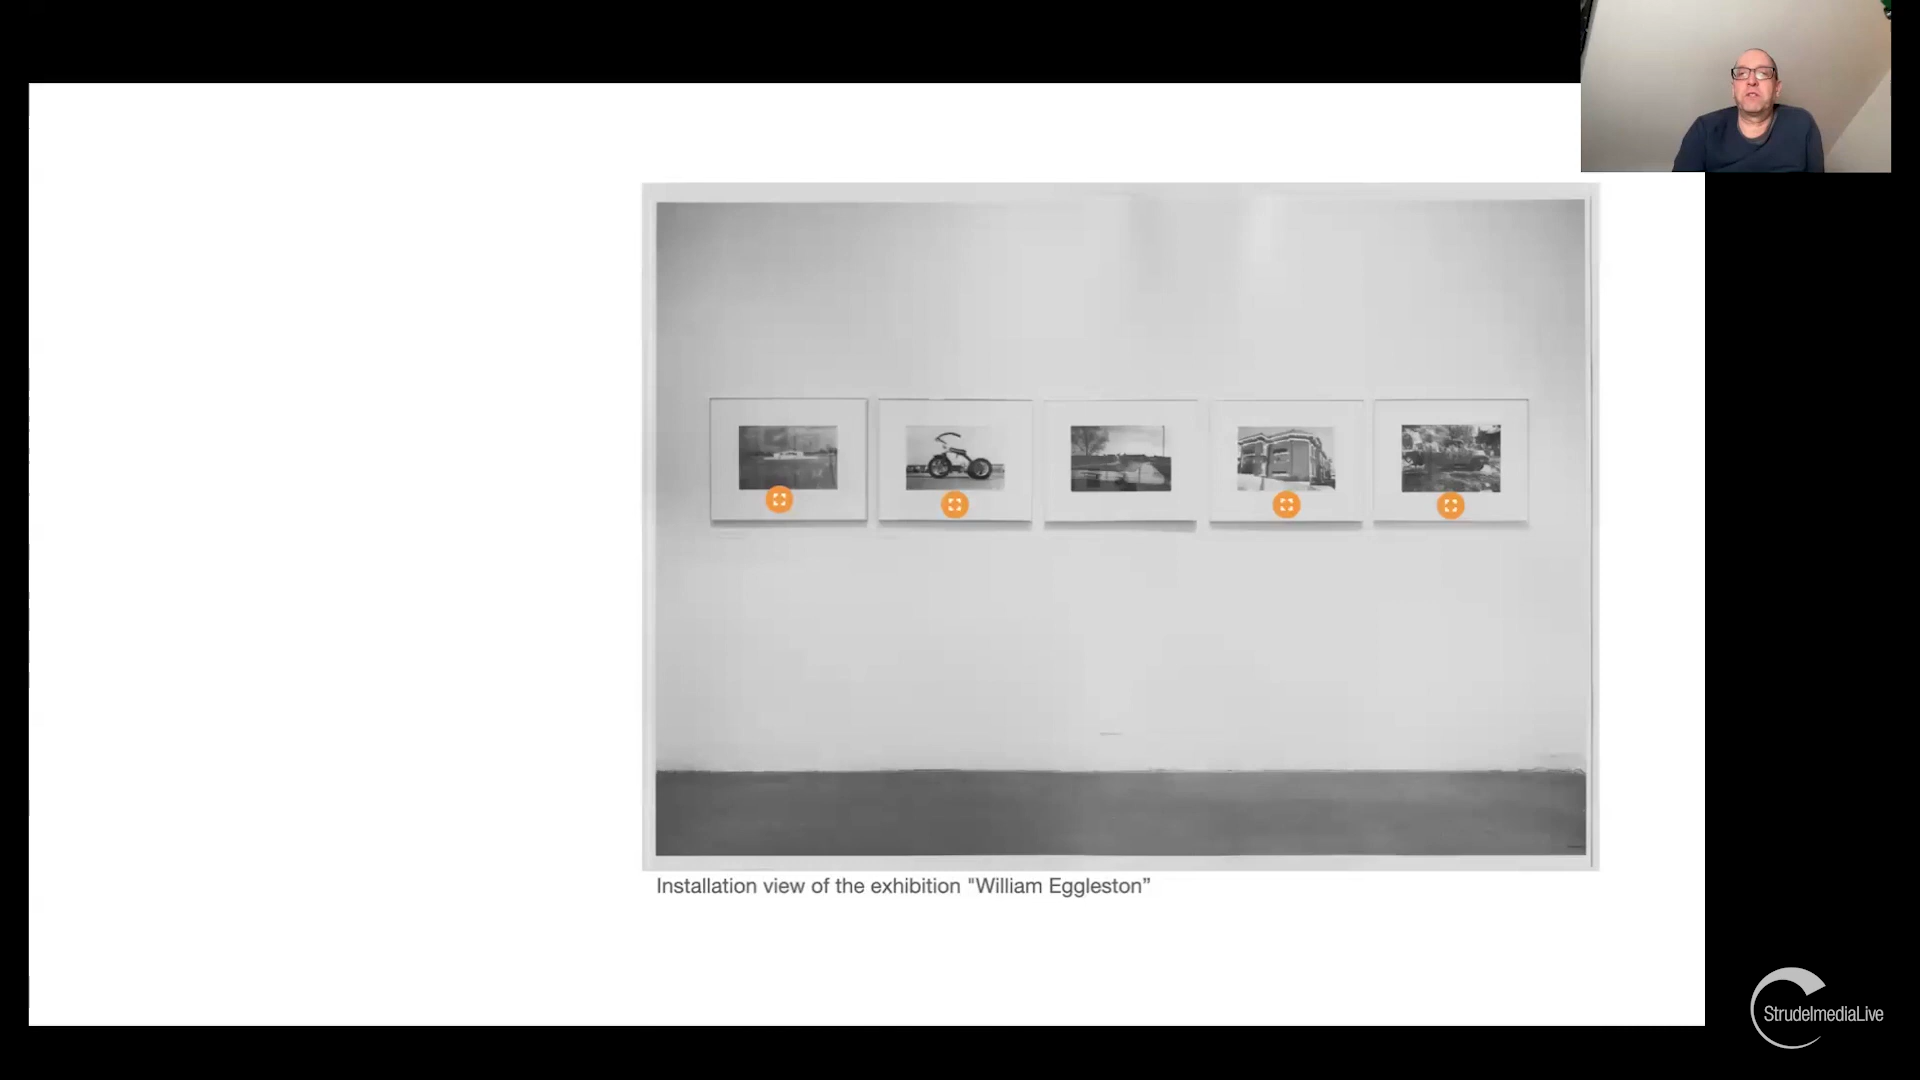 Installation view of the exhibition "William Eggleston”
StrudelmediaLive